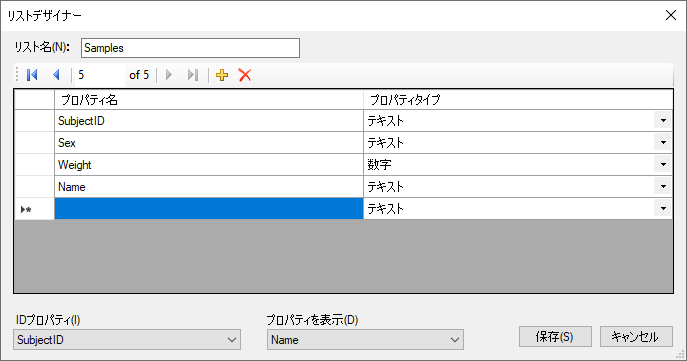 リストデザイナー
リスト名(N): Samples
5 of 5
プロパティ名 プロパティタイプ
SubjectID テキスト
Sex テキスト
Weight 数字
Name テキスト
テキスト
IDプロパティ(I) プロパティを表示(D)
SubjectID Name 保存(S) キャンセル